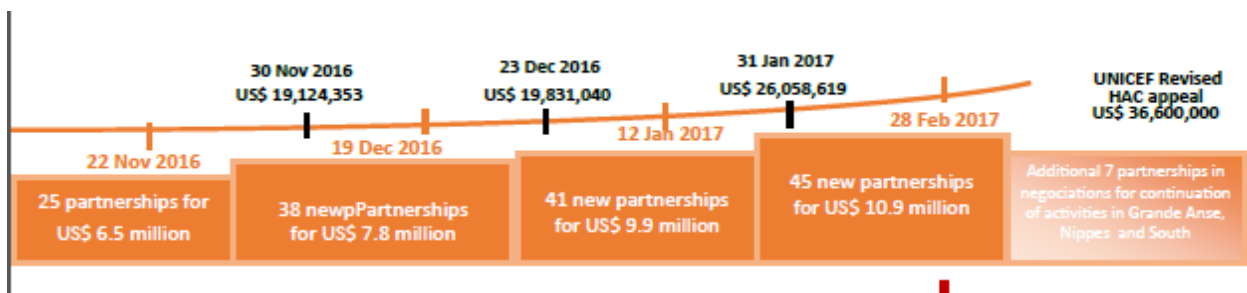 30 Nov 2016
US$ 19,124,353
23 Dec 2016
US$ 19,831,040
31 Jan 2017
US$ 26,058,619
UNICEF Revised
HAC appeal
US$ 36,600,000
22 Nov 2016
19 Dec 2016
12 Jan 2017
28 Feb 2017
25 partnerships for
US$ 6.5 million
38 newpPartnerships
for US$ 7.8 million
41 new partnerships
for US$ 9.9 million
45 new partnerships
for US$ 10.9 million
Additional 7 partnerships in
negociations for continuation
of activities in Grande Anse,
Nippes and South